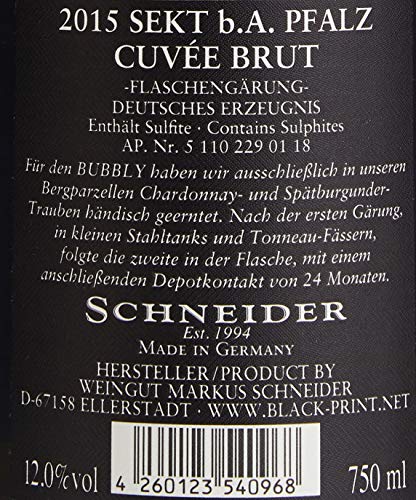 2015 SEKT b.A. PFALZ
CUVÉE BRUT
-FLASCHENGÄRUNG-
DEUTSCHES ERZEUGNIS
Enthält Sulfite · Contains Sulphites
AP. Nr. 5 110 229 01 18
Für den BUBBLY haben wir ausschließlich in unseren
Bergparzellen Chardonnay- und Spätburgunder-
Trauben händisch geerntet. Nach der ersten Gärung,
in kleinen Stahltanks und Tonneau-Fässern,
folgte die zweite in der Flasche, mit einem
anschließenden Depotkontakt von 24 Monaten.
SCHNEIDER
Est. 1994
MADE IN GERMANY
HERSTELLER/PRODUCT BY
WEINGUT MARKUS SCHNEIDER
D-67158 ELLERSTADT · WWW.BLACK-PRINT.NET
12.0%vol
4 260123 540968
750 ml